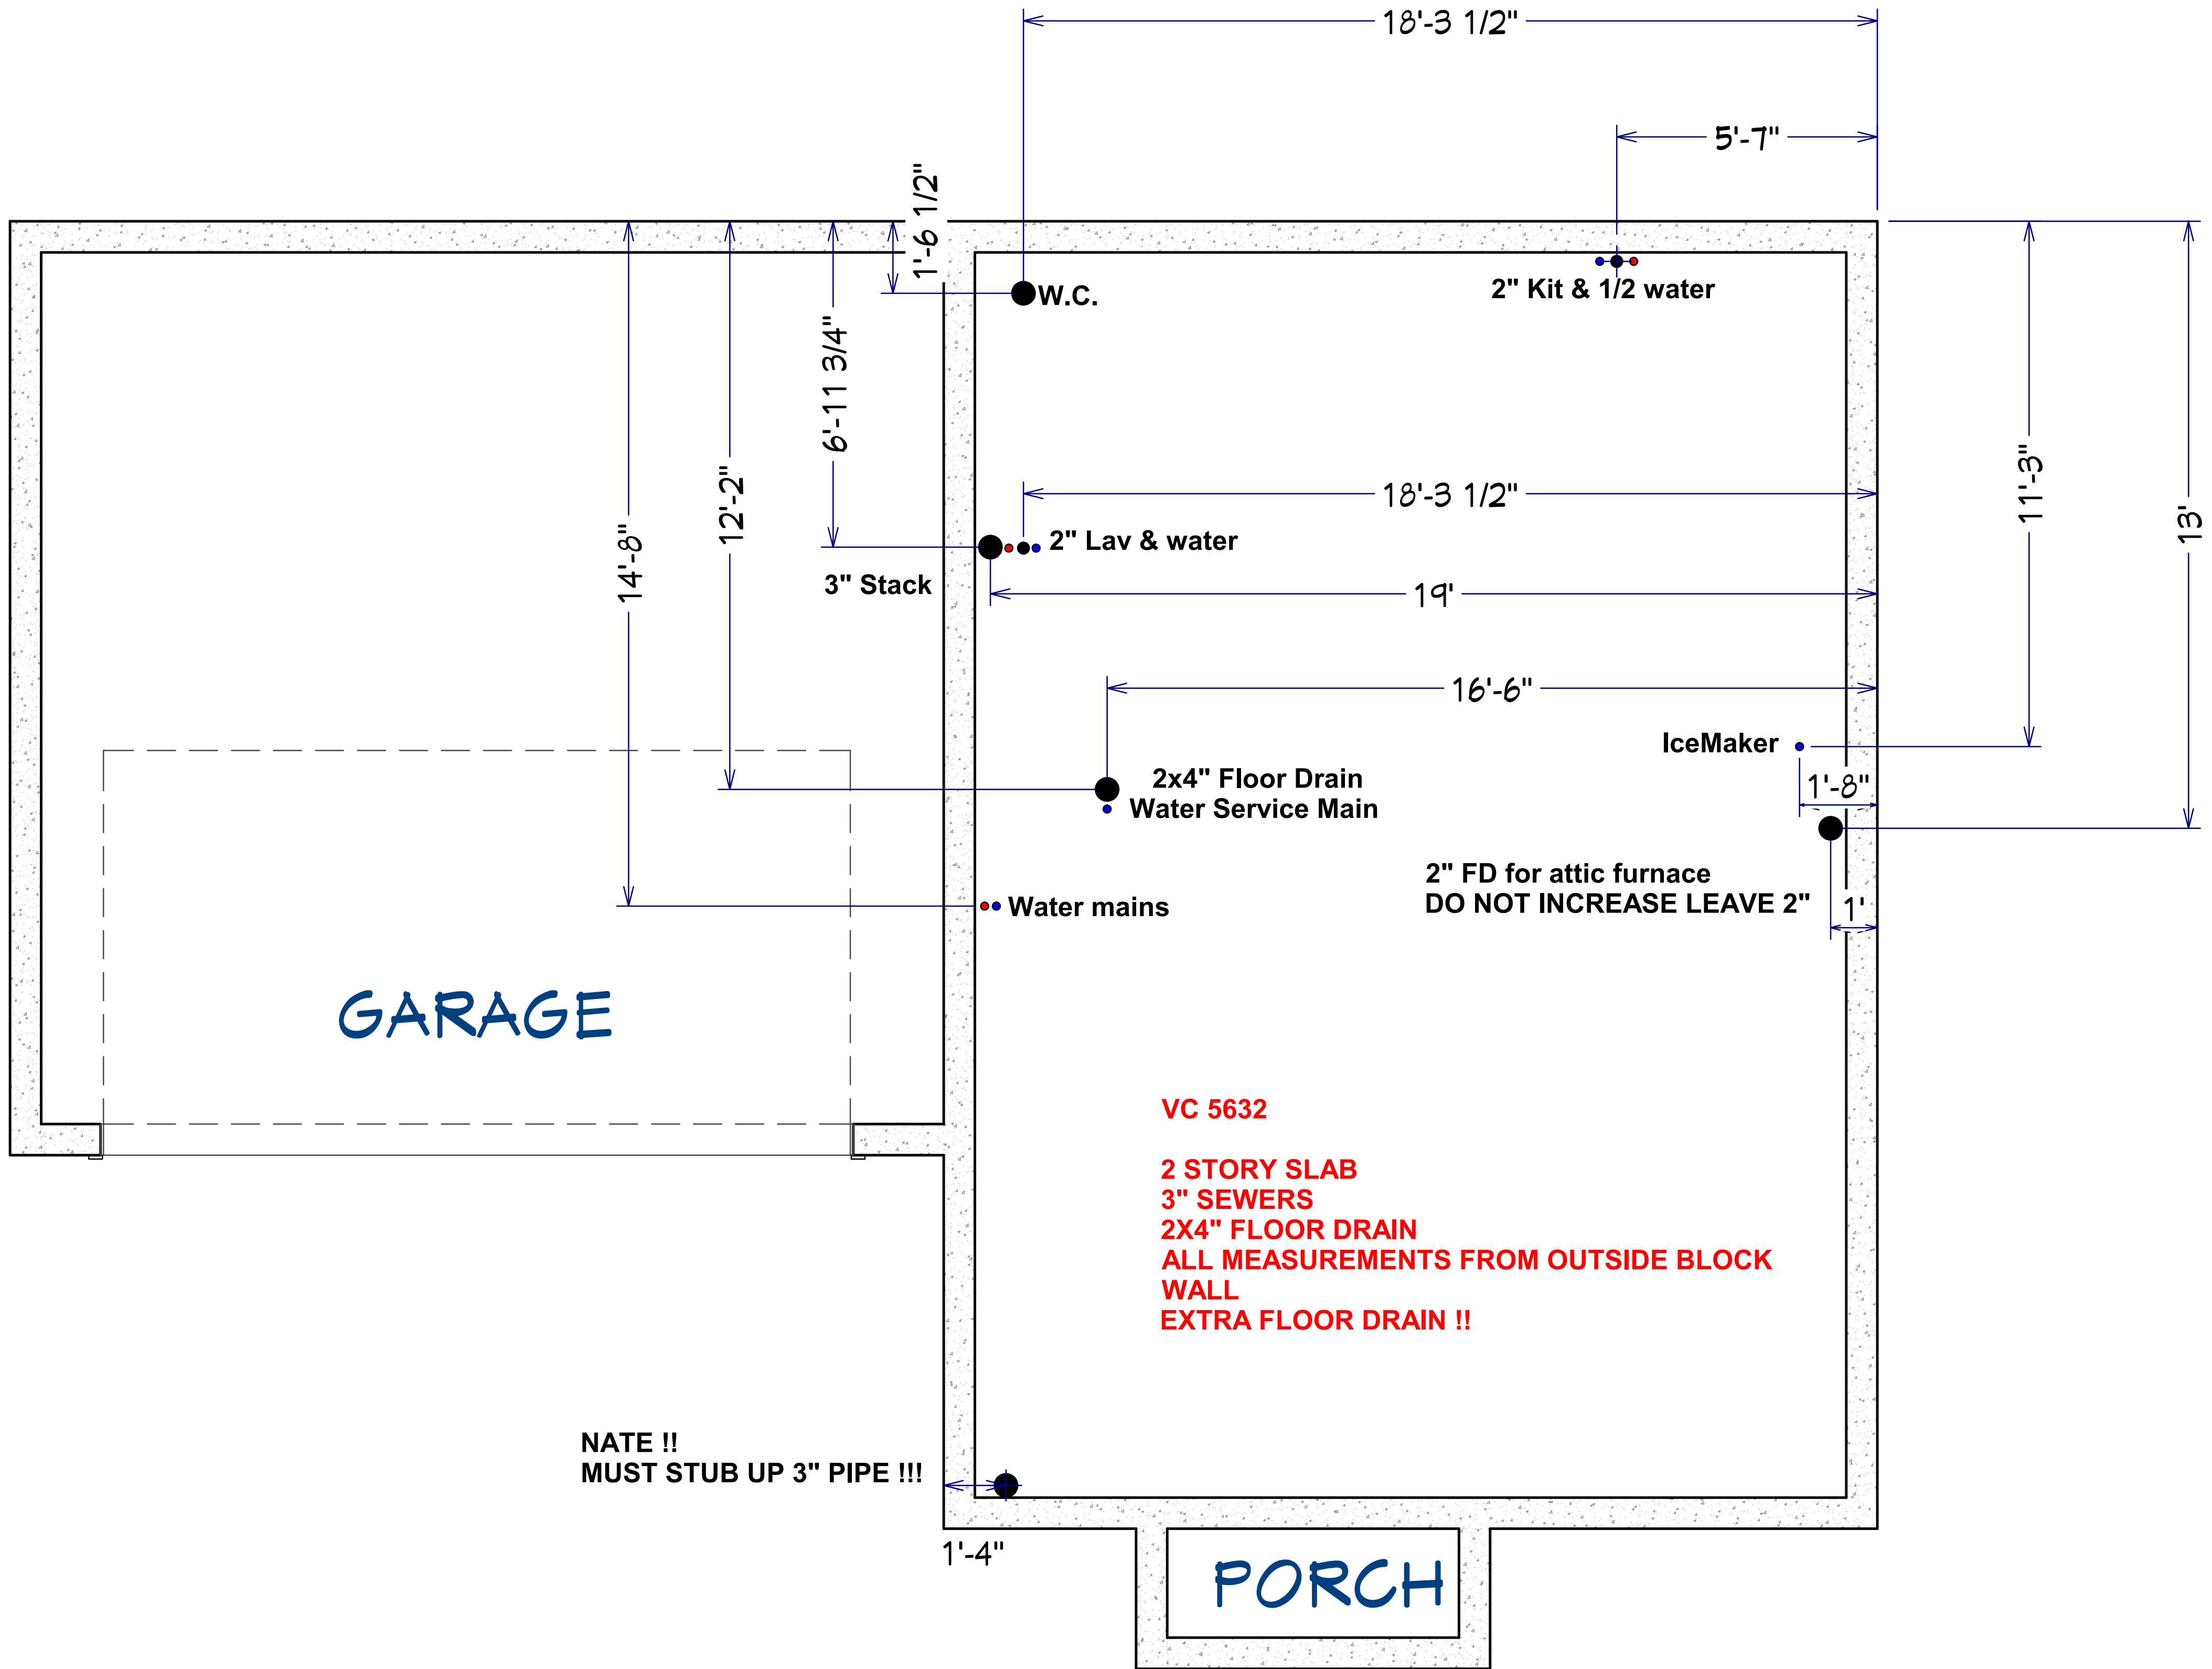 18'-3 1/2"
5'-7"
1'-6 1/2"
W.C.
2" Kit & 1/2 water
6'-11 3/4"
12'-2"
14'-8"
11'-3"
13'
18'-3 1/2"
2" Lav & water
3" Stack
19'
16'-6"
IceMaker
1'-8"
2x4" Floor Drain
Water Service Main
2" FD for attic furnace
DO NOT INCREASE LEAVE 2"
1'
Water mains
GARAGE
VC 5632
2 STORY SLAB
3" SEWERS
2X4" FLOOR DRAIN
ALL MEASUREMENTS FROM OUTSIDE BLOCK
WALL
EXTRA FLOOR DRAIN !!
NATE !!
MUST STUB UP 3" PIPE !!!
1'-4"
PORCH